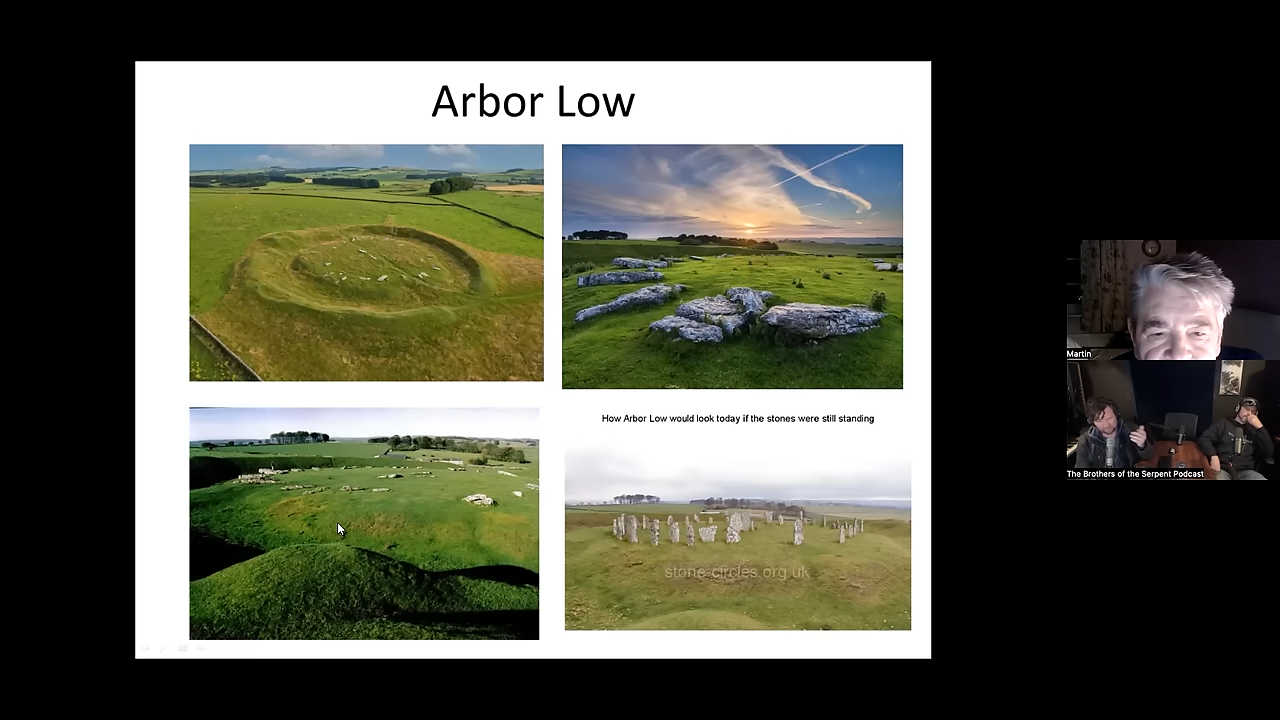 Arbor Low
How Arbor Low would look today if the stones were still standing
stone-circles.org.uk
Martin
The Brothers of the Serpent Podcast